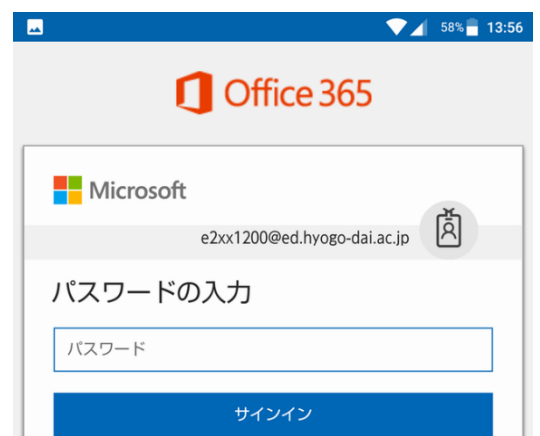 58% 13:56
Office 365
Microsoft
e2xx1200@ed.hyogo-dai.ac.jp
パスワードの入力
パスワード
サインイン